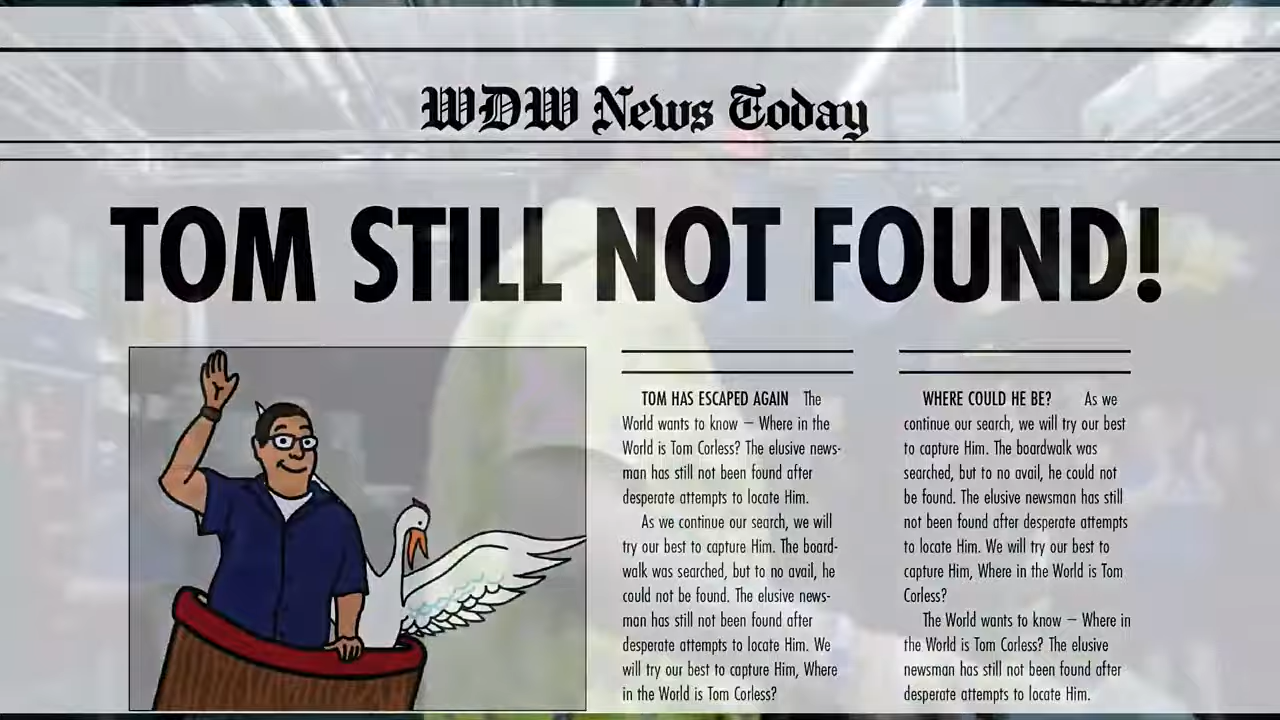 WDW News Today
TOM STILL NOT FOUND!
TOM HAS ESCAPED AGAIN The
World wants to know – Where in the
World is Tom Corless? The elusive news-
man has still not been found after
desperate attempts to locate Him.
As we continue our search, we will
try our best to capture Him. The board-
walk was searched, but to no avail, he
could not be found. The elusive news-
man has still not been found after
desperate attempts to locate Him. We
will try our best to capture Him, Where
in the World is Tom Corless?
WHERE COULD HE BE? As we
continue our search, we will try our best
to capture Him. The boardwalk was
searched, but to no avail, he could not
be found. The elusive newsman has still
not been found after desperate attempts
to locate Him. We will try our best to
capture Him, Where in the World is Tom
Corless?
The World wants to know – Where in
the World is Tom Corless? The elusive
newsman has still not been found after
desperate attempts to locate Him.